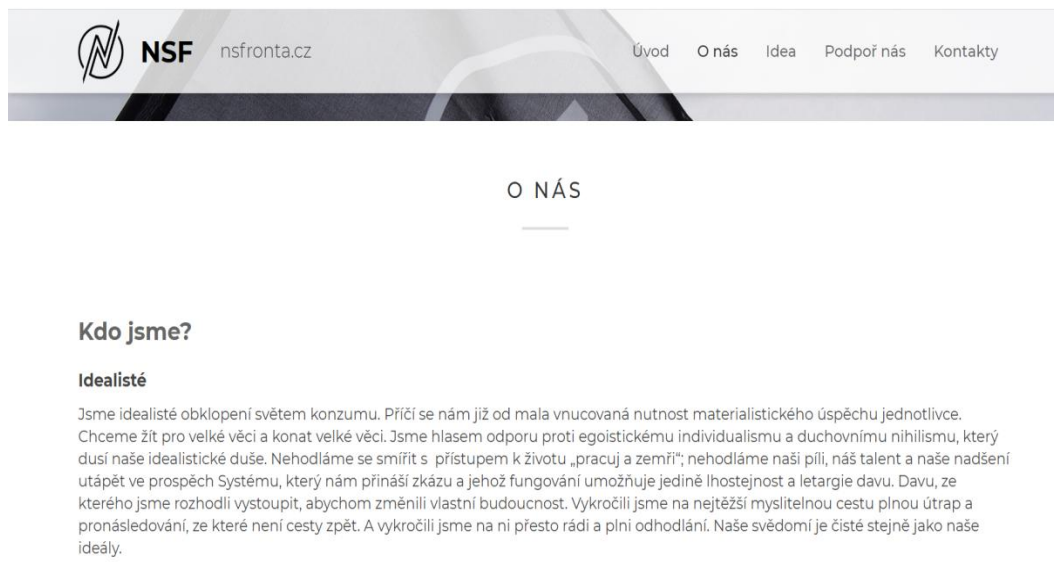 NSF nsfronta.cz Úvod O nás Idea Podpoř nás Kontakty
O NÁS
Kdo jsme?
Idealisté
Jsme idealisté obklopení světem konzumu. Příčí se nám již od mala vnucovaná nutnost materialistického úspěchu jednotlivce.
Chceme žít pro velké věci a konat velké věci. Jsme hlasem odporu proti egoistickému individualismu a duchovnímu nihilismu, který
dusí naše idealistické duše. Nehodláme se smířit s přístupem k životu „pracuj a zemři“; nehodláme naši píli, náš talent a naše nadšení
utápět ve prospěch Systému, který nám přináší zkázu a jehož fungování umožňuje jedině lhostejnost a letargie davu. Davu, ze
kterého jsme rozhodli vystoupit, abychom změnili vlastní budoucnost. Vykročili jsme na nejtěžší myslitelnou cestu plnou útrap a
pronásledování, ze které není cesty zpět. A vykročili jsme na ni přesto rádi a plni odhodlání. Naše svědomí je čisté stejně jako naše
ideály.